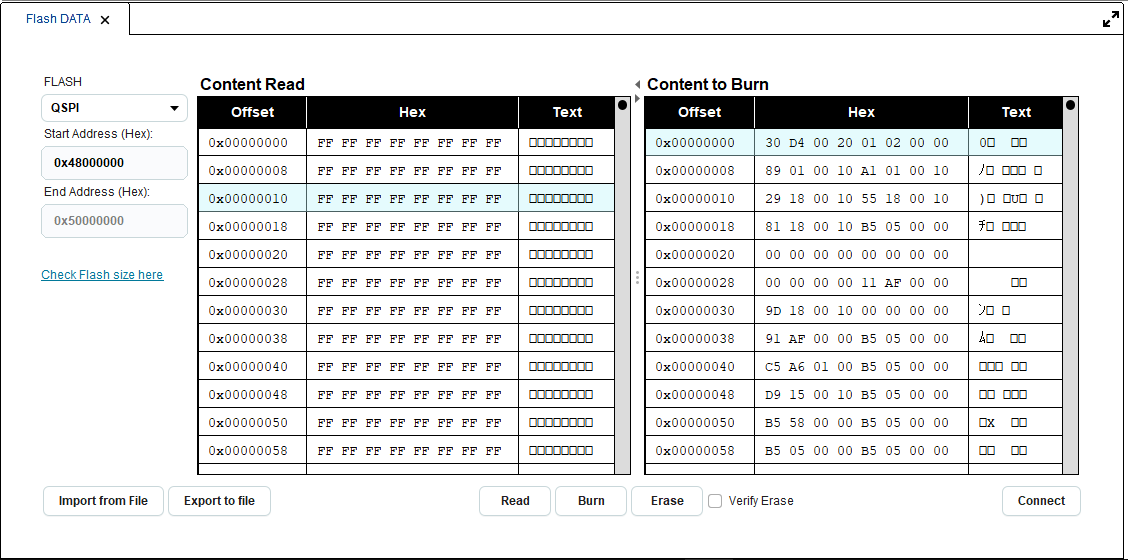 Flash DATA
FLASH
QSPI
Start Address (Hex):
0x48000000
End Address (Hex):
0x50000000
Check Flash size here
Content Read
Offset Hex Text
0x00000000 FF FF FF FF FF FF FF FF
0x00000008 FF FF FF FF FF FF FF FF
0x00000010 FF FF FF FF FF FF FF FF
0x00000018 FF FF FF FF FF FF FF FF
0x00000020 FF FF FF FF FF FF FF FF
0x00000028 FF FF FF FF FF FF FF FF
0x00000030 FF FF FF FF FF FF FF FF
0x00000038 FF FF FF FF FF FF FF FF
0x00000040 FF FF FF FF FF FF FF FF
0x00000048 FF FF FF FF FF FF FF FF
0x00000050 FF FF FF FF FF FF FF FF
0x00000058 FF FF FF FF FF FF FF FF
Content to Burn
Offset Hex Text
0x00000000 30 D4 00 20 01 02 00 00 0
0x00000008 89 01 00 10 A1 01 00 10
0x00000010 29 18 00 10 55 18 00 10 ) U
0x00000018 81 18 00 10 B5 05 00 00
0x00000020 00 00 00 00 00 00 00 00
0x00000028 00 00 00 00 11 AF 00 00
0x00000030 9D 18 00 10 00 00 00 00
0x00000038 91 AF 00 00 B5 05 00 00
0x00000040 C5 A6 01 00 B5 05 00 00
0x00000048 D9 15 00 10 B5 05 00 00
0x00000050 B5 58 00 00 B5 05 00 00 X
0x00000058 B5 05 00 00 B5 05 00 00
Import from File
Export to file
Read
Burn
Erase
Verify Erase
Connect